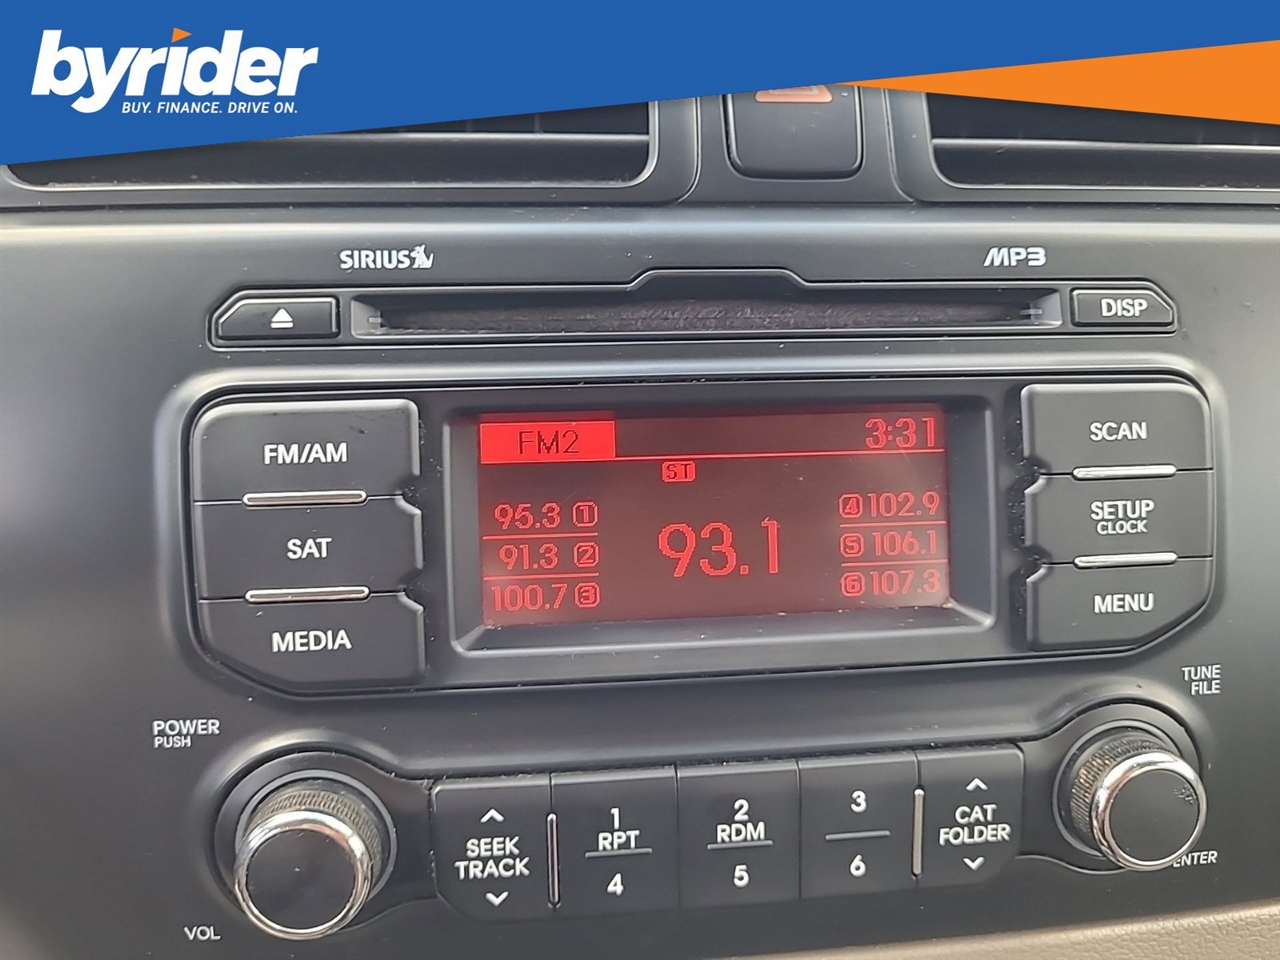 byrider
BUY. FINANCE. DRIVE ON.
SIRIUS
MP3
DISP
FM/AM
SAT
MEDIA
FM2
3:31
ST
95.3 1
91.3 2
100.7 3
93.1
4 102.9
5 106.1
6 107.3
SCAN
SETUP
CLOCK
MENU
POWER
PUSH
VOL
SEEK
TRACK
1
RPT
4
2
RDM
5
3
6
CAT
FOLDER
TUNE
FILE
ENTER